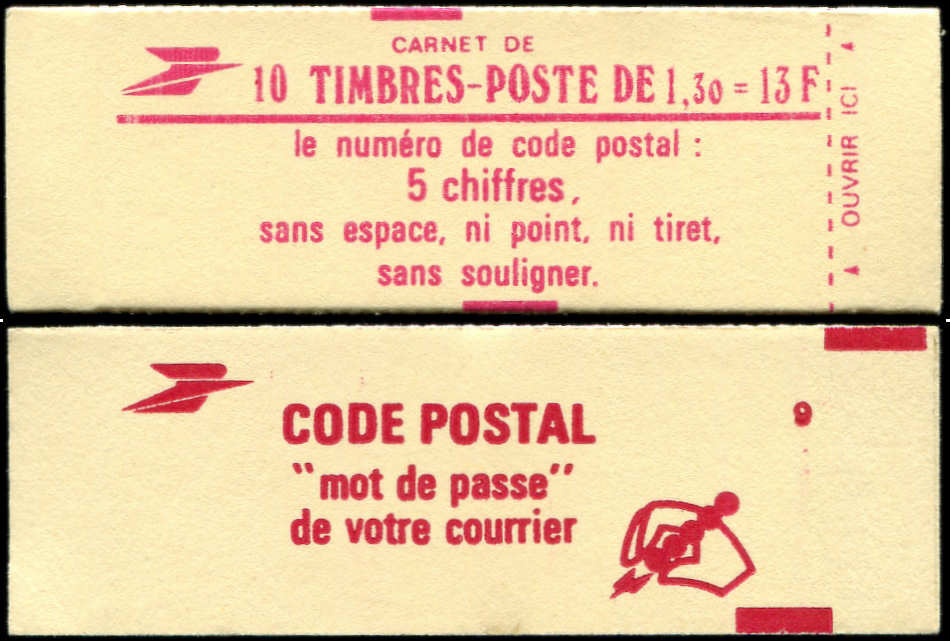 CARNET DE
10 TIMBRES-POSTE DE 1,30 = 13 F
le numéro de code postal :
5 chiffres,
sans espace, ni point, ni tiret,
sans souligner.
OUVRIR ICI
CODE POSTAL
"mot de passe"
de votre courrier
9